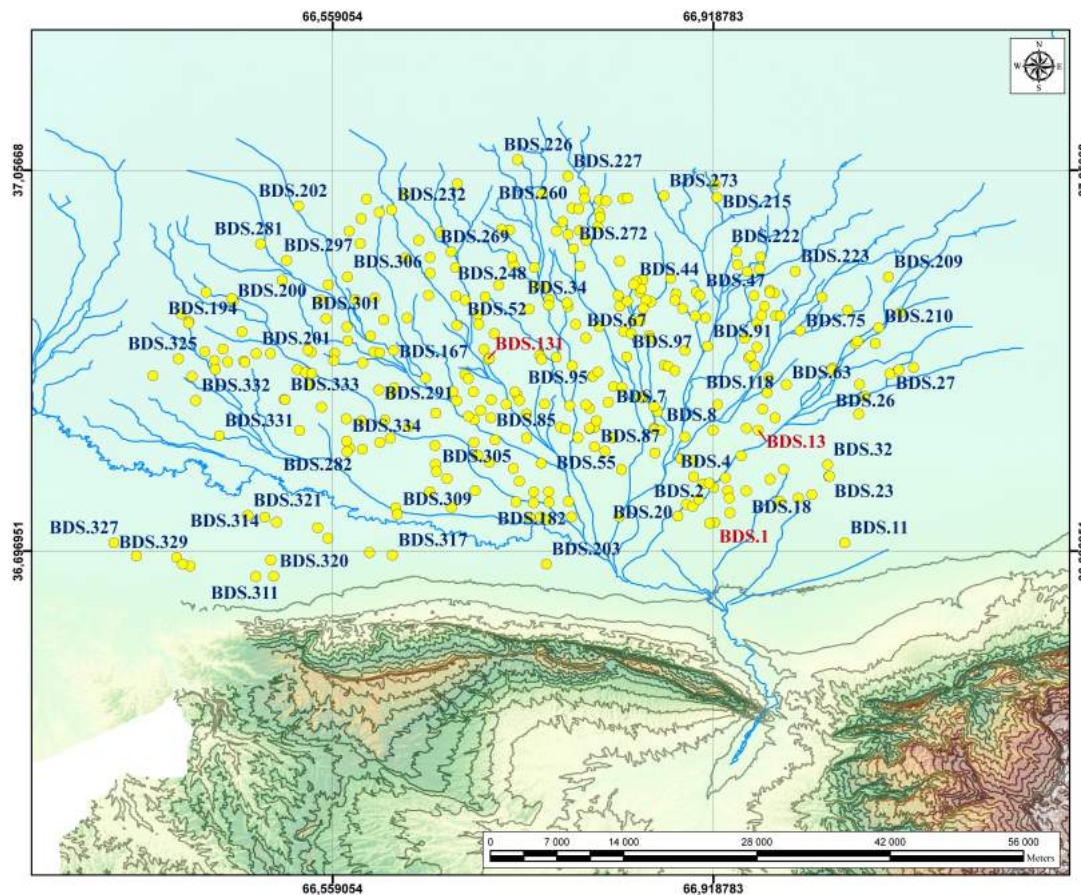 66,559054 66,918783
N
W E
S
37,05668 37,05668
BDS.226
BDS.227
BDS.202 BDS.232 BDS.260 BDS.273
BDS.215
BDS.281 BDS.269 BDS.272 BDS.222
BDS.297
BDS.306 BDS.248 BDS.44 BDS.47 BDS.223 BDS.209
BDS.200 BDS.34
BDS.194 BDS.301 BDS.52 BDS.67 BDS.91 BDS.75 BDS.210
BDS.325 BDS.201 BDS.167 BDS.131 BDS.97
BDS.332 BDS.333 BDS.291 BDS.95 BDS.118 BDS.63 BDS.27
BDS.7 BDS.26
BDS.331 BDS.334 BDS.85 BDS.87 BDS.8 BDS.13
BDS.282 BDS.305 BDS.55 BDS.4 BDS.32
BDS.321 BDS.309 BDS.2 BDS.23
BDS.314 BDS.182 BDS.20 BDS.18
BDS.327 BDS.317 BDS.1 BDS.11
BDS.329 BDS.320 BDS.203
BDS.311
36,696951 36,696951
0 7 000 14 000 28 000 42 000 56 000
Meters
66,559054 66,918783